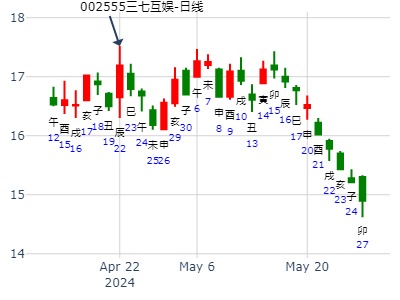 002555三七互娱-日线
18
17
16
15
14
午
12
酉
15
戌
16
亥
17
子
18
丑
19
辰
22
巳
23
午
24
未
25
申
26
亥
29
子
30
午
6
未
7
申
8
酉
9
戌
10
丑
13
寅
14
卯
15
辰
16
巳
17
申
20
酉
21
戌
22
亥
23
子
24
卯
27
Apr 22
2024
May 6
May 20